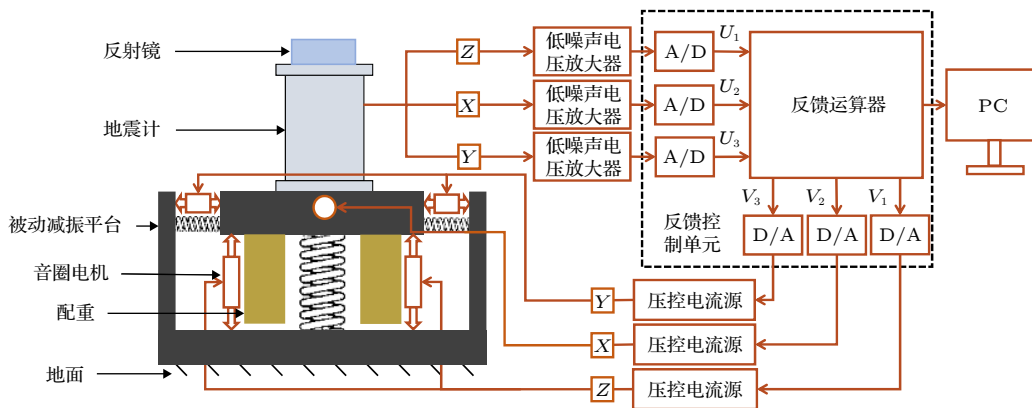 反射镜
地震计
被动减振平台
音圈电机
配重
地面
Z
X
Y
低噪声电
压放大器
低噪声电
压放大器
低噪声电
压放大器
A/D
A/D
A/D
U1
U2
U3
反馈运算器
PC
V3
V2
V1
反馈控
制单元
D/A
D/A
D/A
Y
压控电流源
X
压控电流源
Z
压控电流源